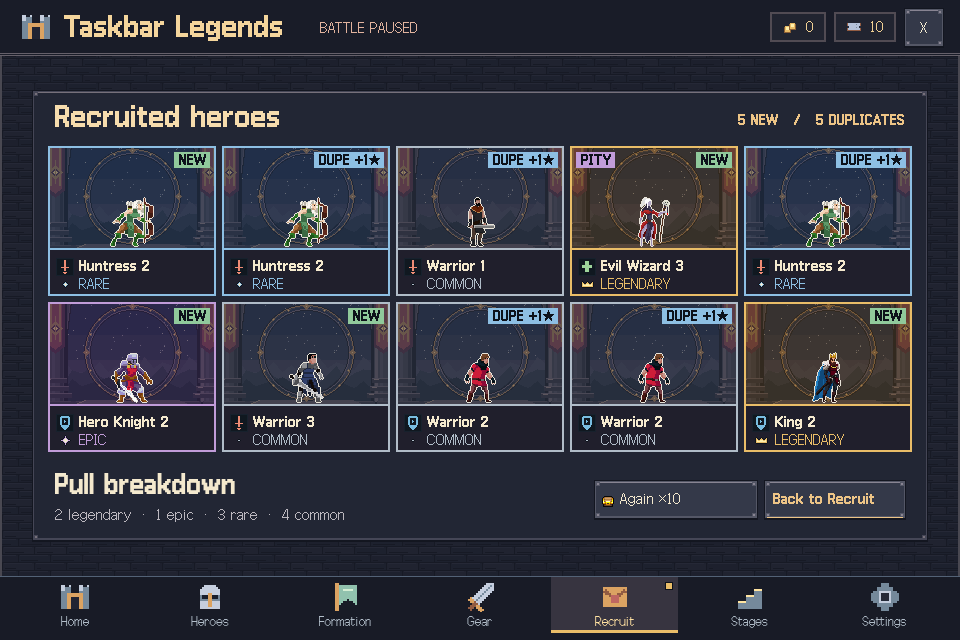 Taskbar Legends
BATTLE PAUSED
0
10
X
Recruited heroes
5 NEW / 5 DUPLICATES
NEW
Huntress 2
RARE
DUPE +1★
Huntress 2
RARE
DUPE +1★
Warrior 1
COMMON
PITY
NEW
Evil Wizard 3
LEGENDARY
DUPE +1★
Huntress 2
RARE
NEW
Hero Knight 2
EPIC
NEW
Warrior 3
COMMON
DUPE +1★
Warrior 2
COMMON
DUPE +1★
Warrior 2
COMMON
NEW
King 2
LEGENDARY
Pull breakdown
2 legendary · 1 epic · 3 rare · 4 common
Again ×10
Back to Recruit
Home
Heroes
Formation
Gear
Recruit
Stages
Settings